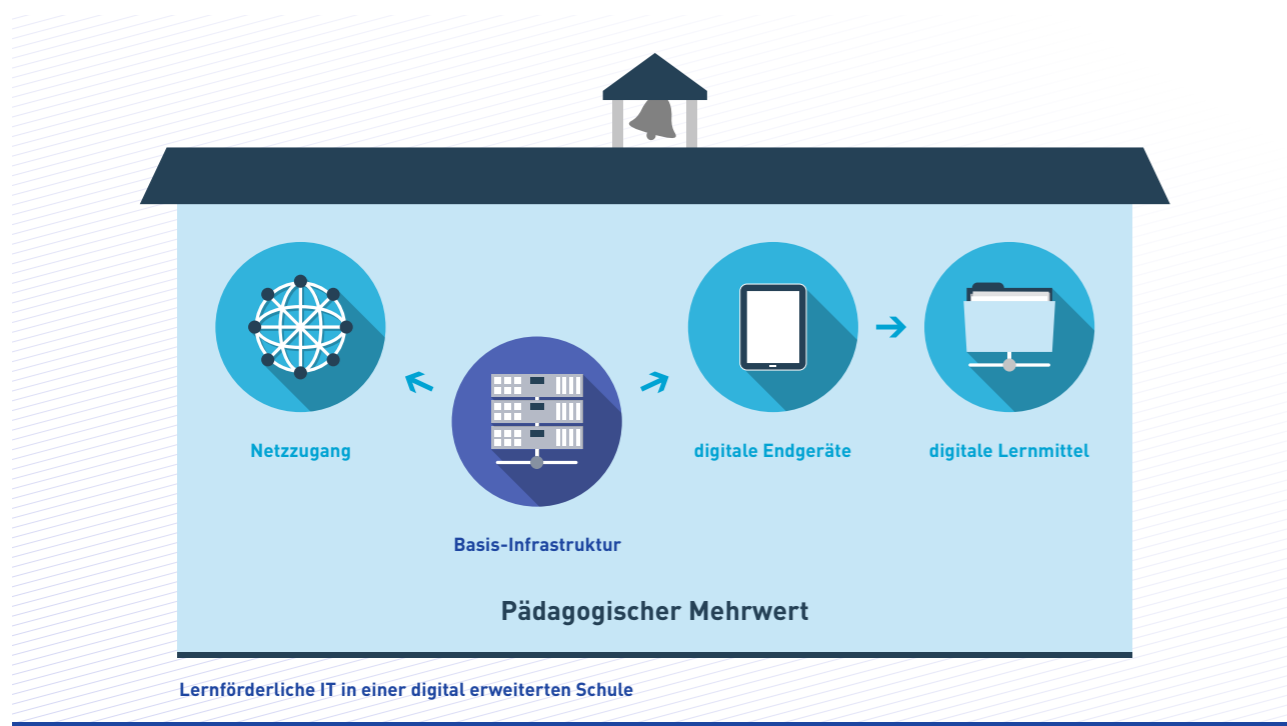 Netzzugang
Basis-Infrastruktur
digitale Endgeräte
digitale Lernmittel
Pädagogischer Mehrwert
Lernförderliche IT in einer digital erweiterten Schule